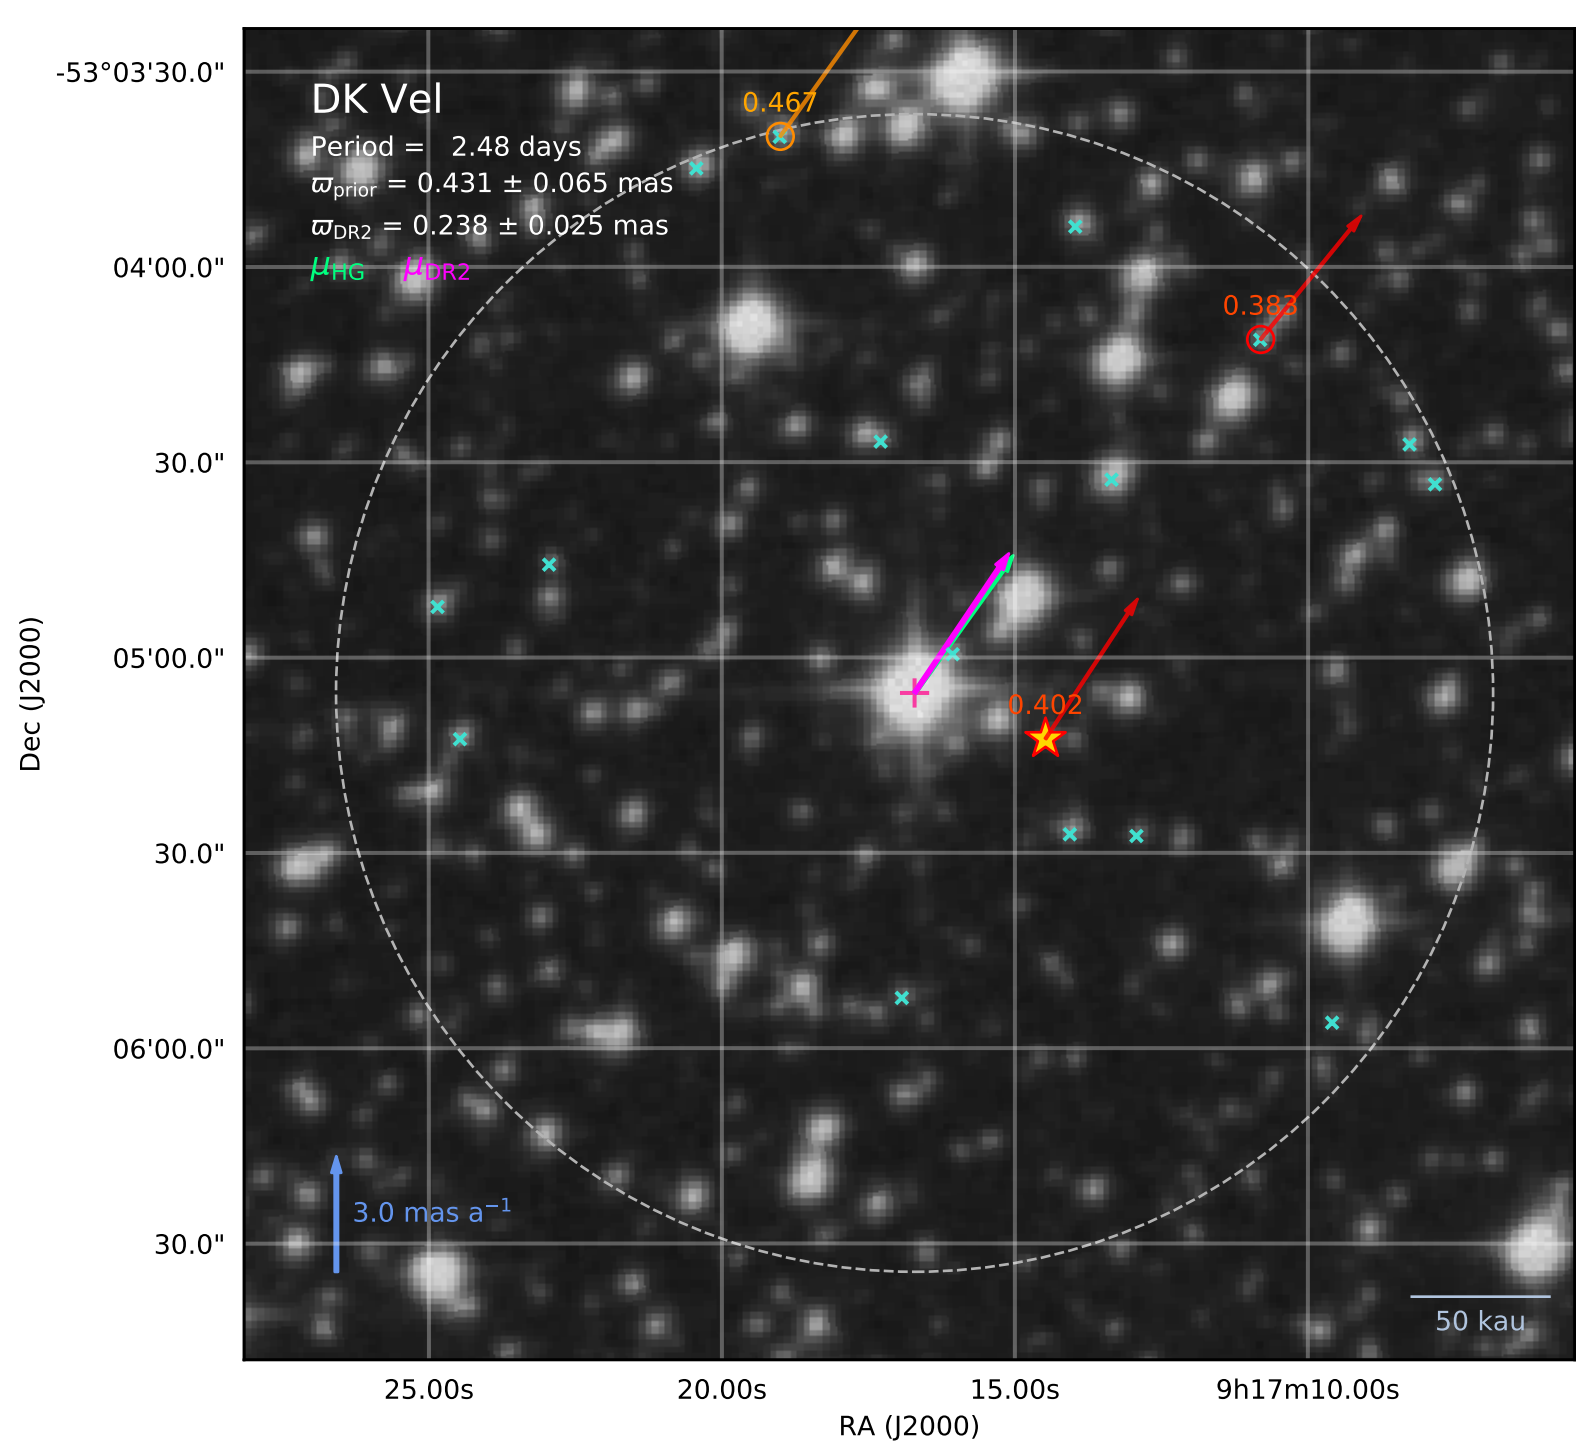 -53°03'30.0"
DK Vel
0.467
Period = 2.48 days
ϖprior = 0.431 ± 0.065 mas
ϖDR2 = 0.238 ± 0.025 mas
04'00.0"
μHG μDR2
0.383
30.0"
05'00.0"
0.402
Dec (J2000)
30.0"
06'00.0"
3.0 mas a⁻¹
30.0"
50 kau
25.00s 20.00s 15.00s 9h17m10.00s
RA (J2000)